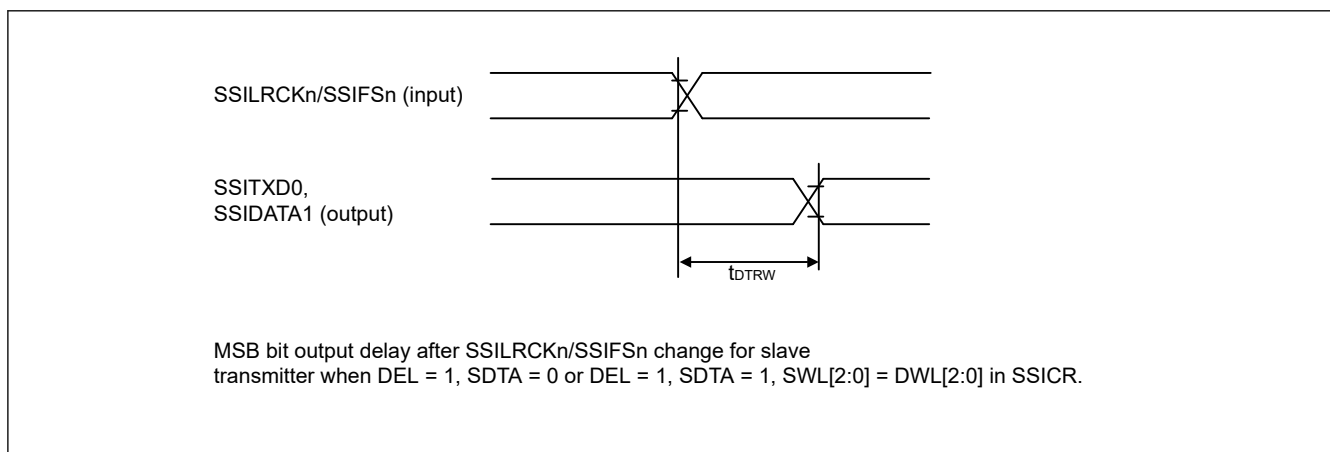 SSILRCKn/SSIFSn (input)
SSITXD0,
SSIDATA1 (output)
tDTRW
MSB bit output delay after SSILRCKn/SSIFSn change for slave
transmitter when DEL = 1, SDTA = 0 or DEL = 1, SDTA = 1, SWL[2:0] = DWL[2:0] in SSICR.